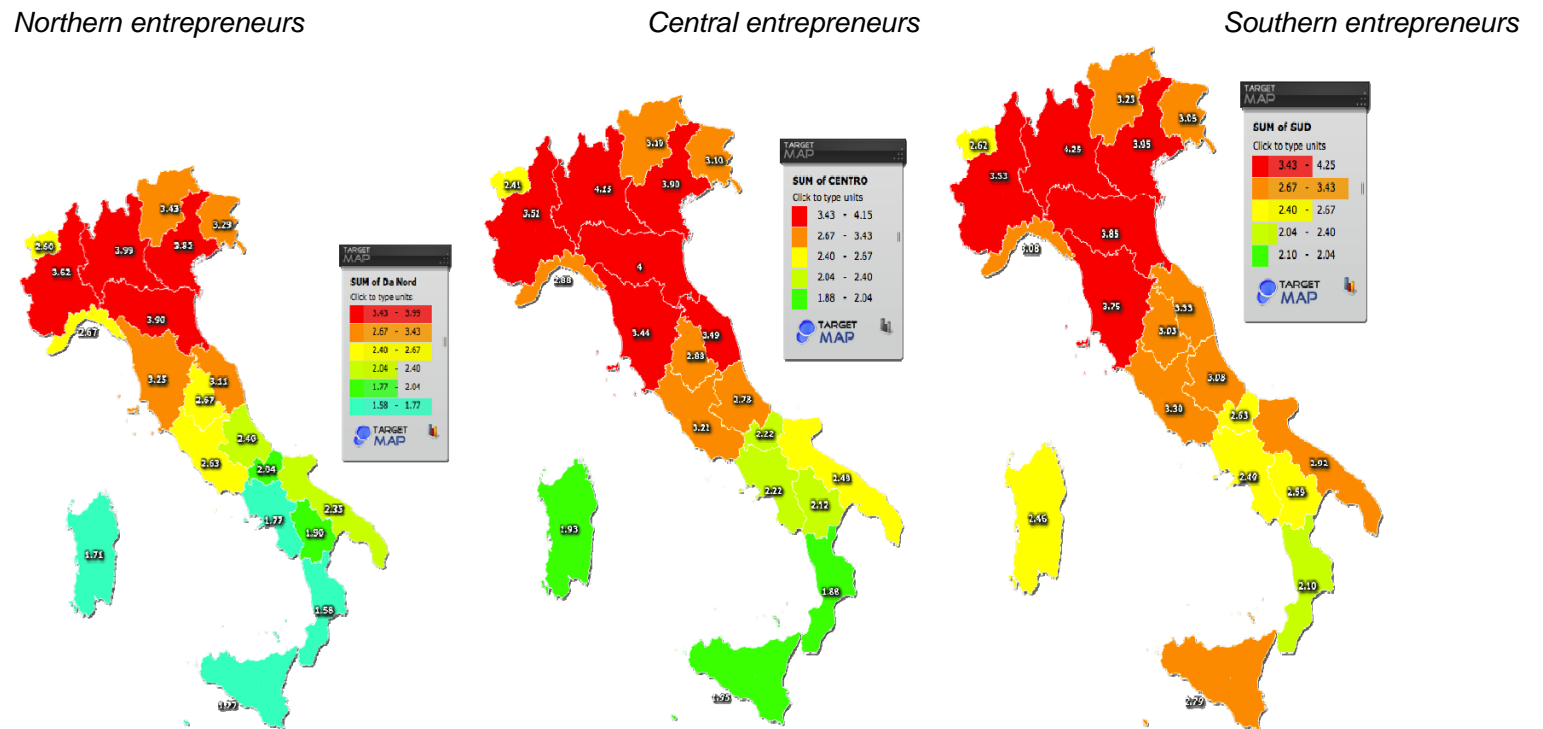 Northern entrepreneurs
Central entrepreneurs
Southern entrepreneurs
3.43
3.83
3.29
2.60
3.99
3.62
3.90
2.67
3.25
3.11
2.67
2.40
2.63
2.04
2.35
1.77
1.90
1.71
1.58
1.77
TARGET
MAP
SUM of Da Nord
Click to type units
3.43 - 3.99
2.67 - 3.43
2.40 - 2.67
2.04 - 2.40
1.77 - 2.04
1.58 - 1.77
TARGET
MAP
3.19
3.10
3.90
2.41
4.15
3.51
4
2.88
3.44
3.49
2.83
2.78
3.21
2.22
2.49
2.22
2.12
1.93
1.88
1.95
TARGET
MAP
SUM of CENTRO
Click to type units
3.43 - 4.15
2.67 - 3.43
2.40 - 2.67
2.04 - 2.40
1.88 - 2.04
TARGET
MAP
3.23
3.05
3.95
2.62
4.25
3.53
3.85
3.08
3.75
3.33
3.03
3.08
3.30
2.63
2.92
2.40
2.59
2.46
2.10
2.79
TARGET
MAP
SUM of SUD
Click to type units
3.43 - 4.25
2.67 - 3.43
2.40 - 2.67
2.04 - 2.40
2.10 - 2.04
TARGET
MAP